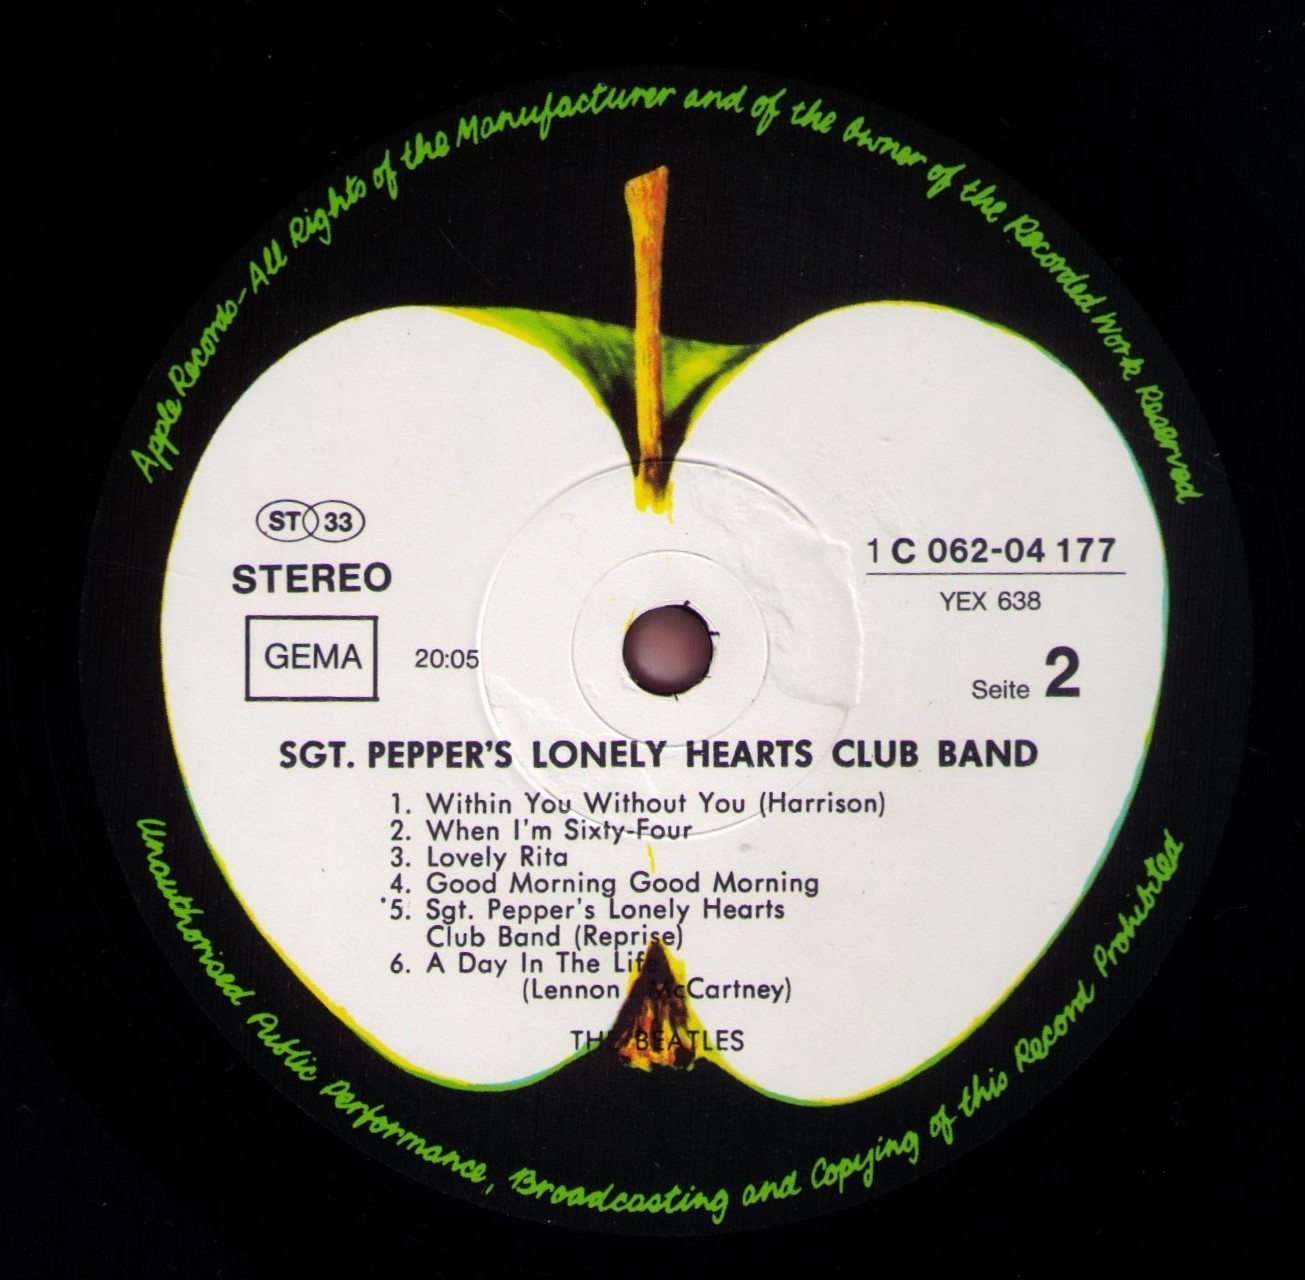 Apple Records-All Rights of the Manufacturer and of the Owner of the Recorded Work Reserved
ST 33
STEREO
GEMA
20:05
1 C 062-04 177
YEX 638
Seite 2
SGT. PEPPER'S LONELY HEARTS CLUB BAND
1. Within You Without You (Harrison)
2. When I'm Sixty-Four
3. Lovely Rita
4. Good Morning Good Morning
5. Sgt. Pepper's Lonely Hearts
Club Band (Reprise)
6. A Day In The Life
(Lennon - McCartney)
THE BEATLES
Unauthorised Public Performance, Broadcasting and Copying of this Record Prohibited